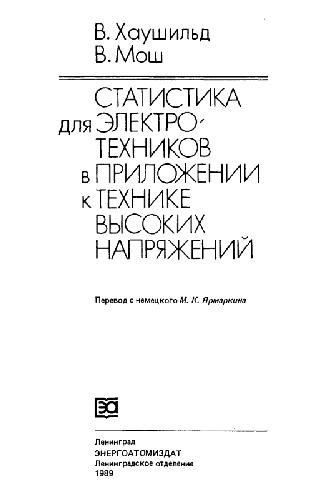 В. Хаушильд
В. Мош
СТАТИСТИКА
для ЭЛЕКТРО-
ТЕХНИКОВ
в ПРИЛОЖЕНИИ
к ТЕХНИКЕ
ВЫСОКИХ
НАПРЯЖЕНИЙ
Перевод с немецкого М. К. Ярмаркина
ЭА
Ленинград
ЭНЕРГОАТОМИЗДАТ
Ленинградское отделение
1989